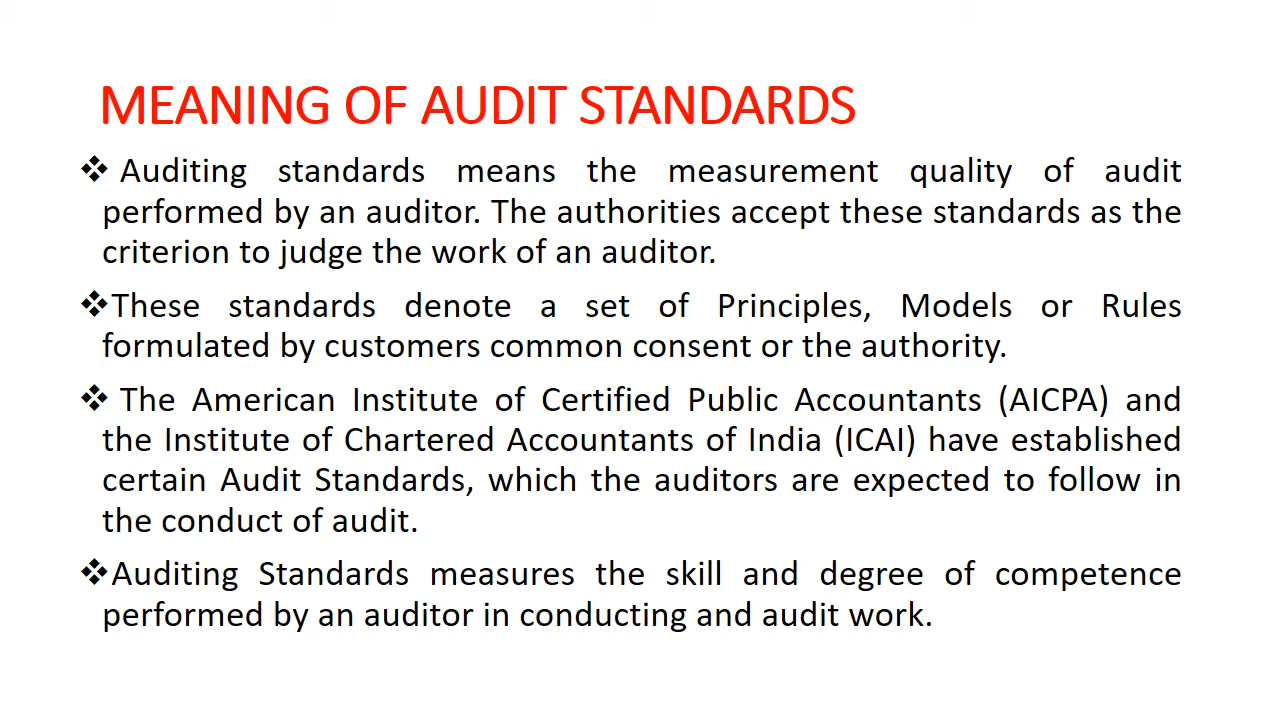 MEANING OF AUDIT STANDARDS
❖ Auditing standards means the measurement quality of audit
performed by an auditor. The authorities accept these standards as the
criterion to judge the work of an auditor.
❖These standards denote a set of Principles, Models or Rules
formulated by customers common consent or the authority.
❖ The American Institute of Certified Public Accountants (AICPA) and
the Institute of Chartered Accountants of India (ICAI) have established
certain Audit Standards, which the auditors are expected to follow in
the conduct of audit.
❖Auditing Standards measures the skill and degree of competence
performed by an auditor in conducting and audit work.